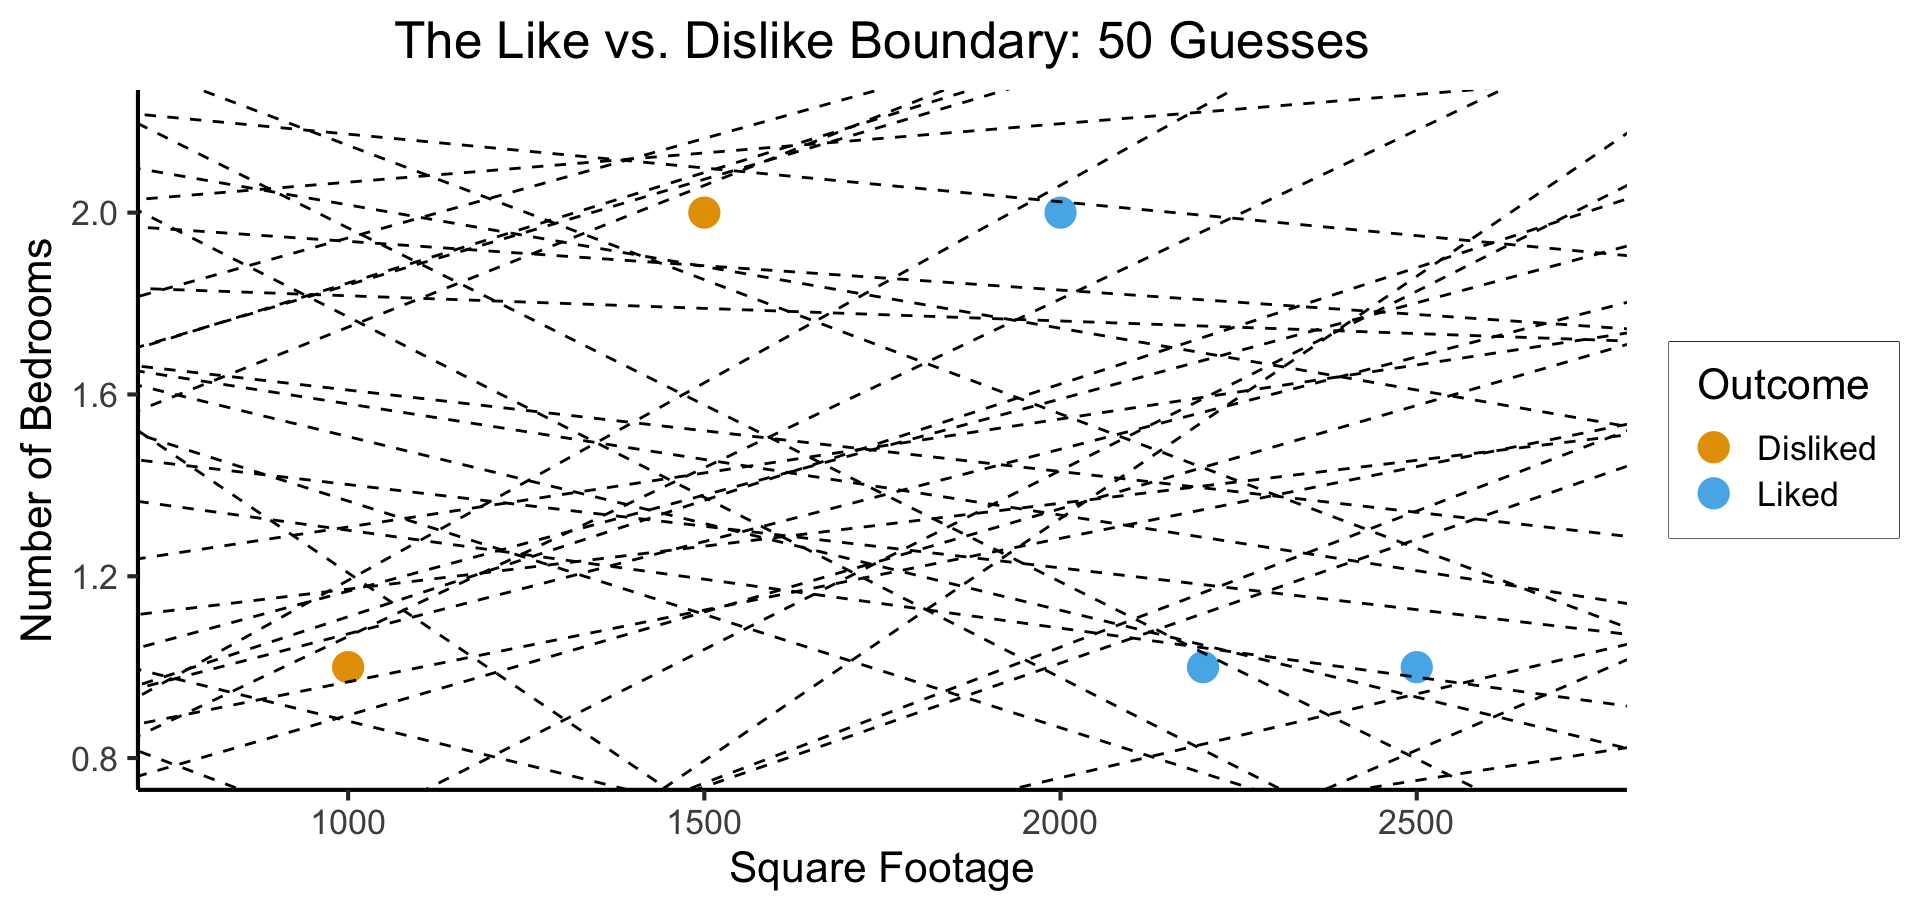 The Like vs. Dislike Boundary: 50 Guesses
Number of Bedrooms
2.0
1.6
1.2
0.8
1000 1500 2000 2500
Square Footage
Outcome
Disliked
Liked